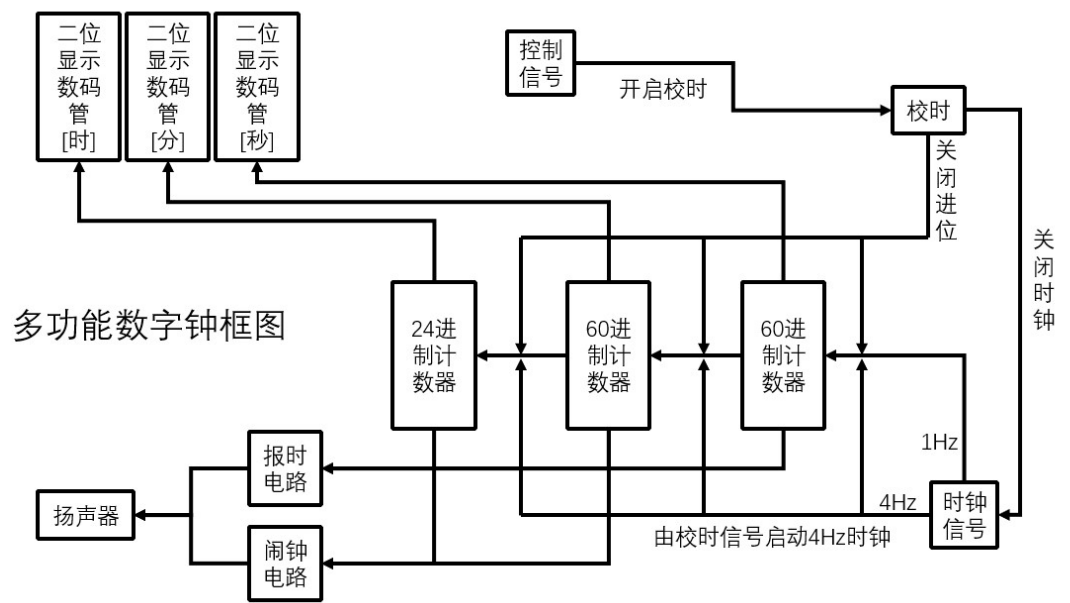 二位
显示
数码
管
[时]
二位
显示
数码
管
[分]
二位
显示
数码
管
[秒]
控制
信号
开启校时
校时
关
闭
进
位
关
闭
时
钟
多功能数字钟框图
24进
制计
数器
60进
制计
数器
60进
制计
数器
1Hz
报时
电路
扬声器
4Hz
时钟
信号
由校时信号启动4Hz时钟
闹钟
电路